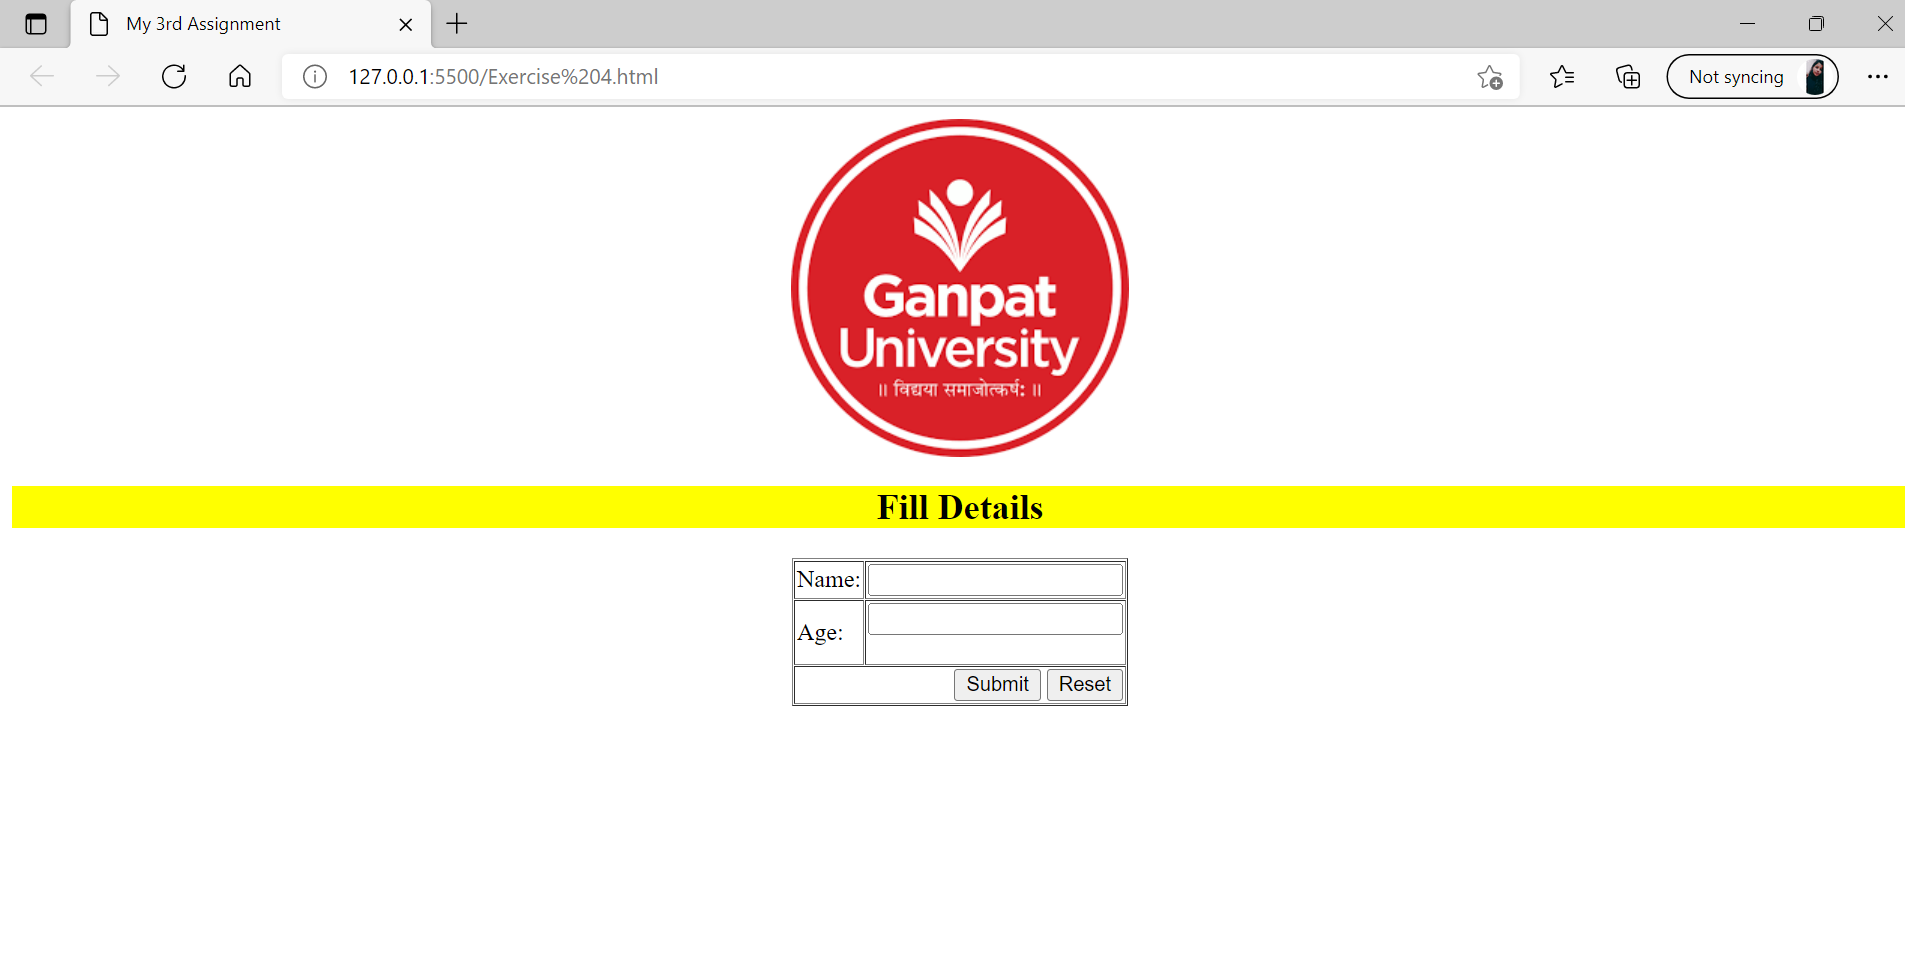 My 3rd Assignment
127.0.0.1:5500/Exercise%204.html
Not syncing
Ganpat
University
॥ विद्यया समाजोत्कर्षः ॥
Fill Details
Name:
Age:
Submit Reset